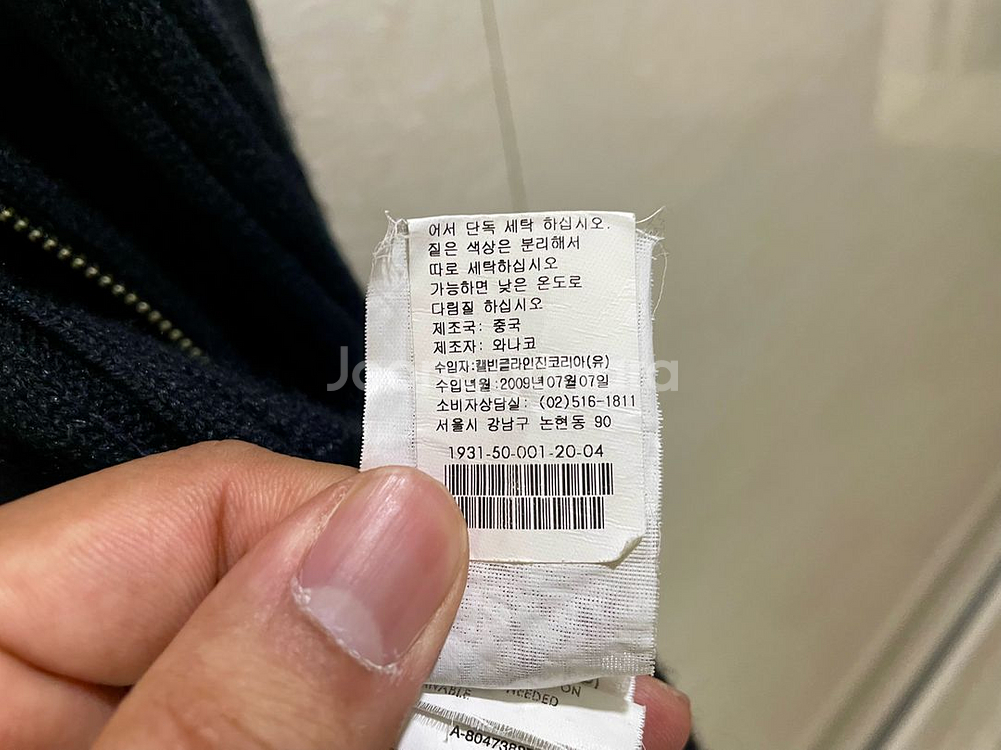 어서 단독 세탁 하십시오.
질은 색상은 분리해서
따로 세탁하십시오
가능하면 낮은 온도로
다림질 하십시오
제조국: 중국
제조자: 와나코
수입자:캘빈클라인진코리아(유)
수입년월:2009년07월07일
소비자상담실: (02)516-1811
서울시 강남구 논현동 90
1931-50-001-20-04
ON
NEEDED